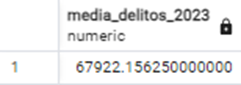 media_delitos_2023
numeric
1 67922.156250000000